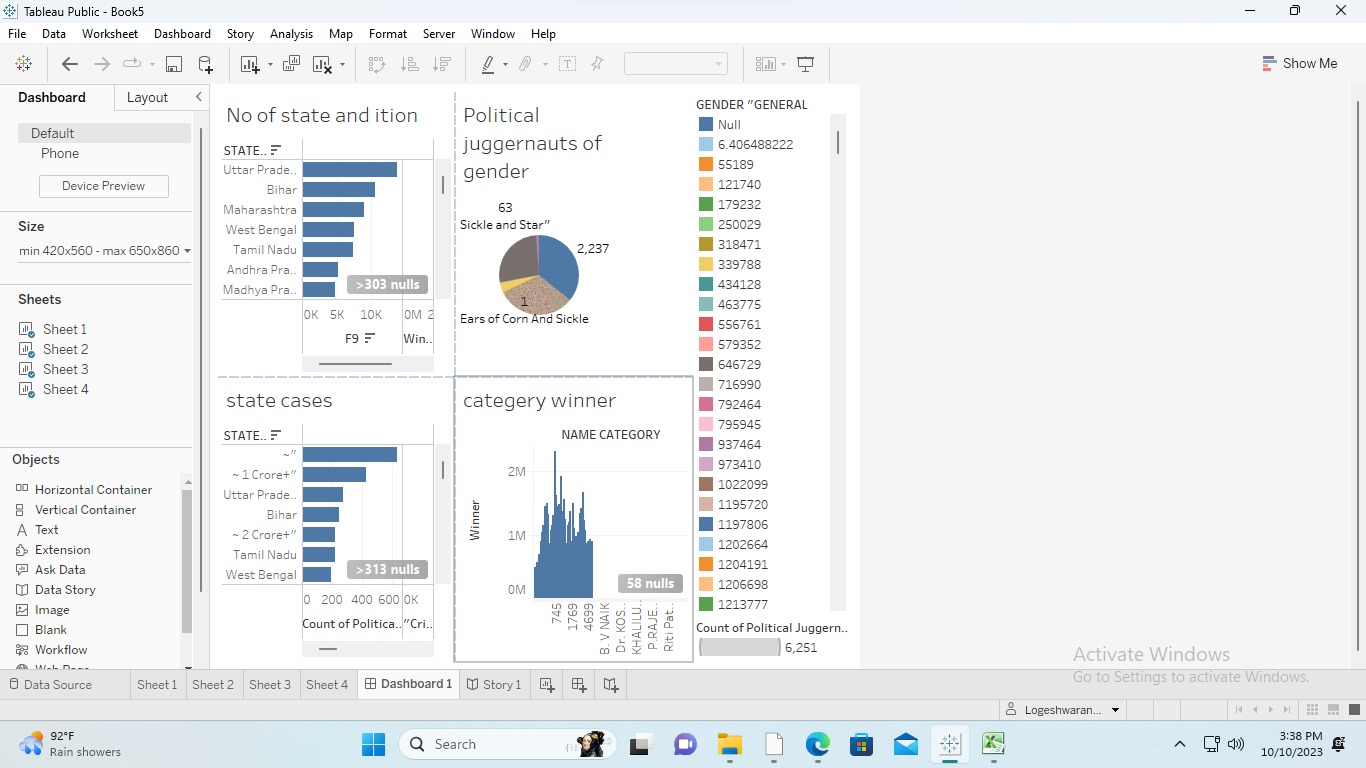 Tableau Public - Book5
File Data Worksheet Dashboard Story Analysis Map Format Server Window Help
Show Me
Dashboard Layout
Default
Phone
Device Preview
Size
min 420x560 - max 650x860
Sheets
Sheet 1
Sheet 2
Sheet 3
Sheet 4
Objects
Horizontal Container
Vertical Container
Text
Extension
Ask Data
Data Story
Image
Blank
Workflow
No of state and ition
STATE..
Uttar Prade..
Bihar
Maharashtra
West Bengal
Tamil Nadu
Andhra Pra..
Madhya Pra..
>303 nulls
0K 5K 10K 0M 2
F9 Win..
Political
juggernauts of
gender
63
Sickle and Star"
2,237
1
Ears of Corn And Sickle
state cases
STATE..
~"
~ 1 Crore+"
Uttar Prade..
Bihar
~ 2 Crore+"
Tamil Nadu
West Bengal
>313 nulls
0 200 400 600 0K
Count of Politica.. "Cri..
categery winner
NAME CATEGORY
Winner
2M
1M
0M
58 nulls
745
1769
4699
B. V NAIK
Dr. KOS..
KHALILU..
P.RAJE..
Riti Pat..
GENDER "GENERAL
Null
6.406488222
55189
121740
179232
250029
318471
339788
434128
463775
556761
579352
646729
716990
792464
795945
937464
973410
1022099
1195720
1197806
1202664
1204191
1206698
1213777
Count of Political Juggern..
6,251
Activate Windows
Go to Settings to activate Windows.
Data Source Sheet 1 Sheet 2 Sheet 3 Sheet 4 Dashboard 1 Story 1
Logeshwaran...
92°F
Rain showers
Search
3:38 PM
10/10/2023